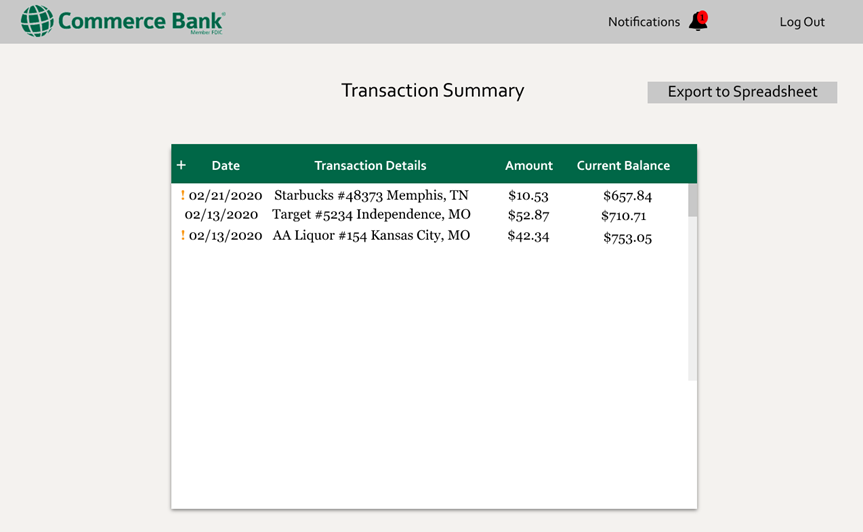 Commerce Bank
Member FDIC
Notifications 1 Log Out
Transaction Summary
Export to Spreadsheet
+ Date Transaction Details Amount Current Balance
! 02/21/2020 Starbucks #48373 Memphis, TN $10.53 $657.84
02/13/2020 Target #5234 Independence, MO $52.87 $710.71
! 02/13/2020 AA Liquor #154 Kansas City, MO $42.34 $753.05